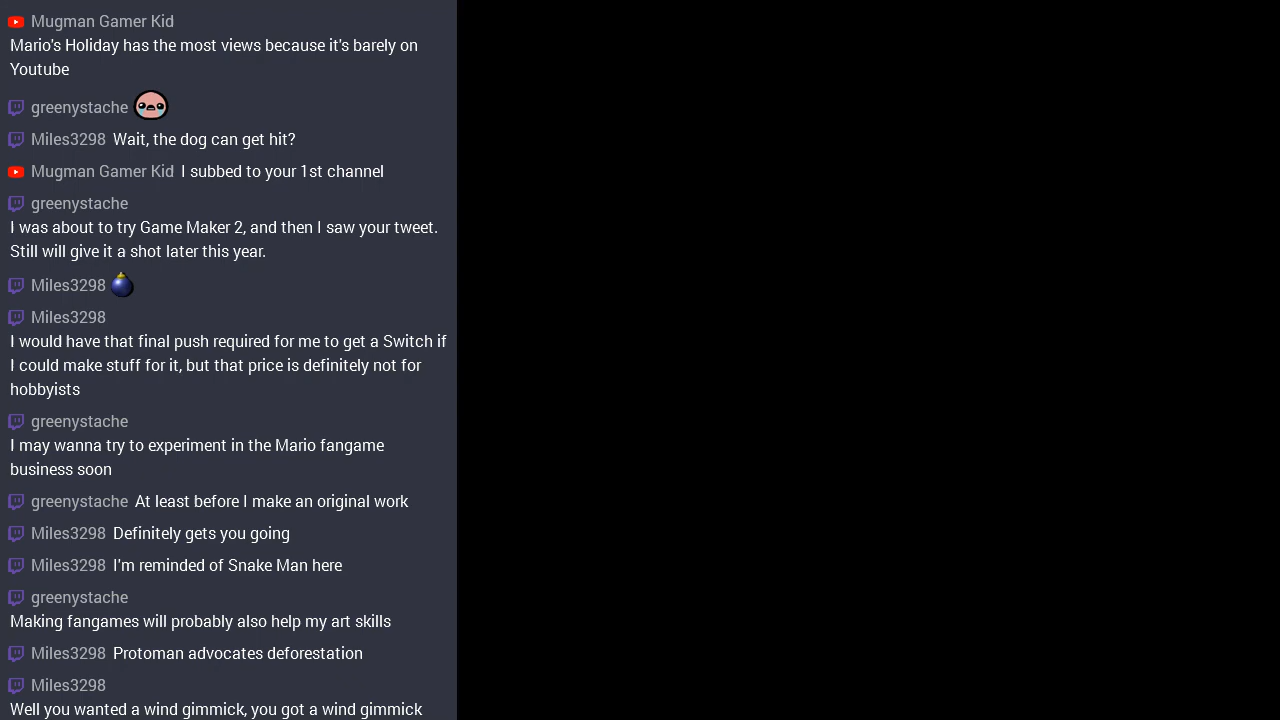 Mugman Gamer Kid
Mario's Holiday has the most views because it's barely on
Youtube
greenystache
Miles3298 Wait, the dog can get hit?
Mugman Gamer Kid I subbed to your 1st channel
greenystache
I was about to try Game Maker 2, and then I saw your tweet.
Still will give it a shot later this year.
Miles3298
Miles3298
I would have that final push required for me to get a Switch if
I could make stuff for it, but that price is definitely not for
hobbyists
greenystache
I may wanna try to experiment in the Mario fangame
business soon
greenystache At least before I make an original work
Miles3298 Definitely gets you going
Miles3298 I'm reminded of Snake Man here
greenystache
Making fangames will probably also help my art skills
Miles3298 Protoman advocates deforestation
Miles3298
Well you wanted a wind gimmick, you got a wind gimmick